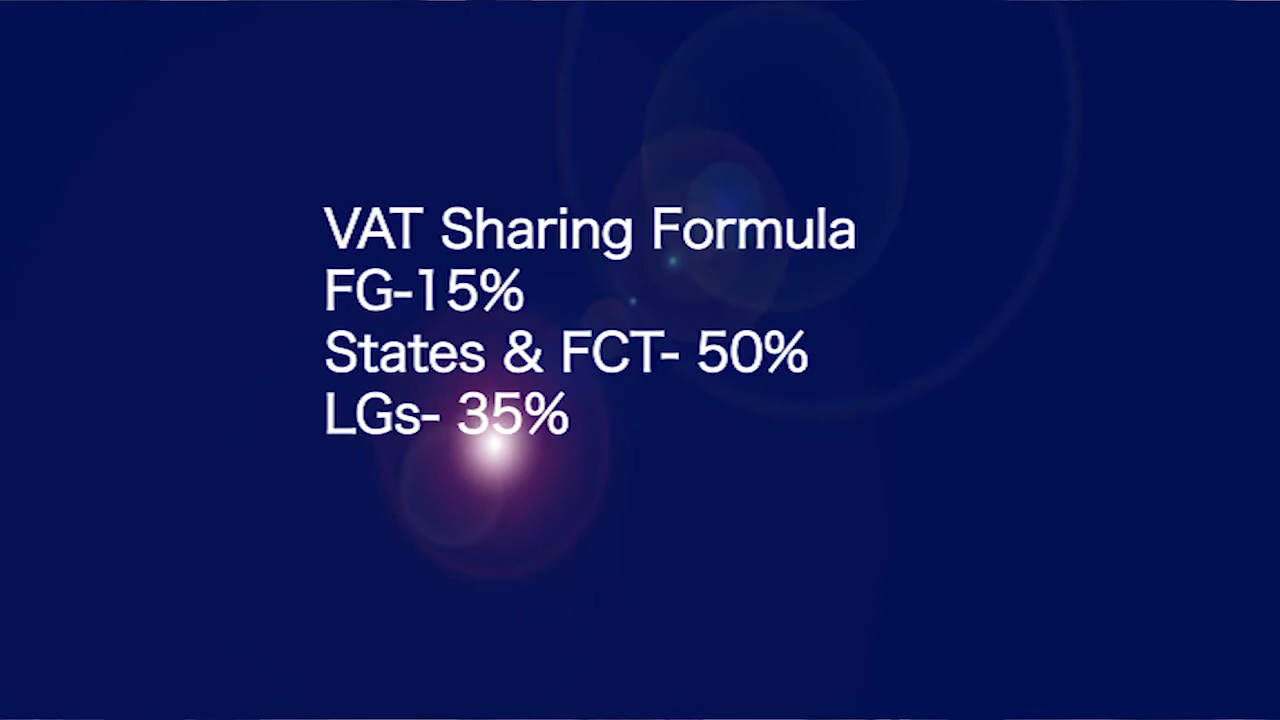 VAT Sharing Formula
FG-15%
States & FCT- 50%
LGs- 35%